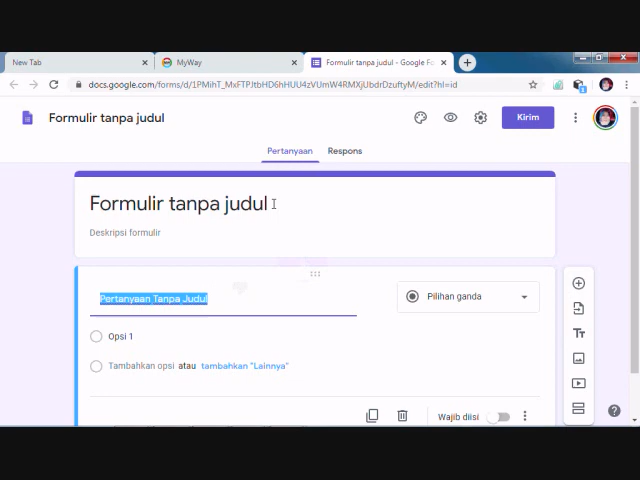 New Tab
MyWay
Formulir tanpa judul - Google Fo
docs.google.com/forms/d/1PMihT_MxFTPJtbHD6hHUU4zVUmW4RMXjUbdrDzuftyM/edit?hl=id
Formulir tanpa judul
Kirim
Pertanyaan
Respons
Formulir tanpa judul
Deskripsi formulir
Pertanyaan Tanpa Judul
Pilihan ganda
Opsi 1
Tambahkan opsi atau tambahkan "Lainnya"
Wajib diisi